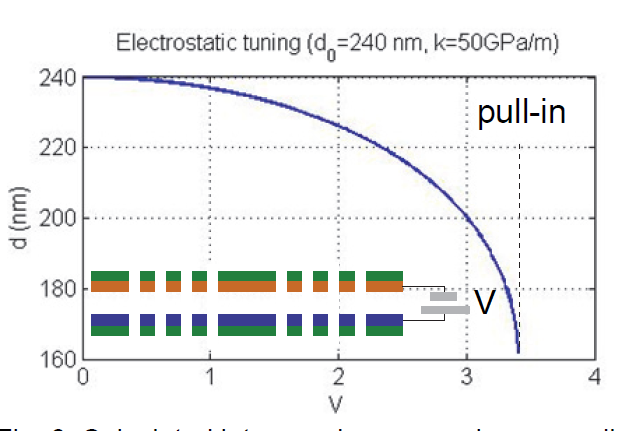 Electrostatic tuning (d0=240 nm, k=50GPa/m)
240
220
200
180
160
d (nm)
pull-in
V
0 1 2 3 4
V